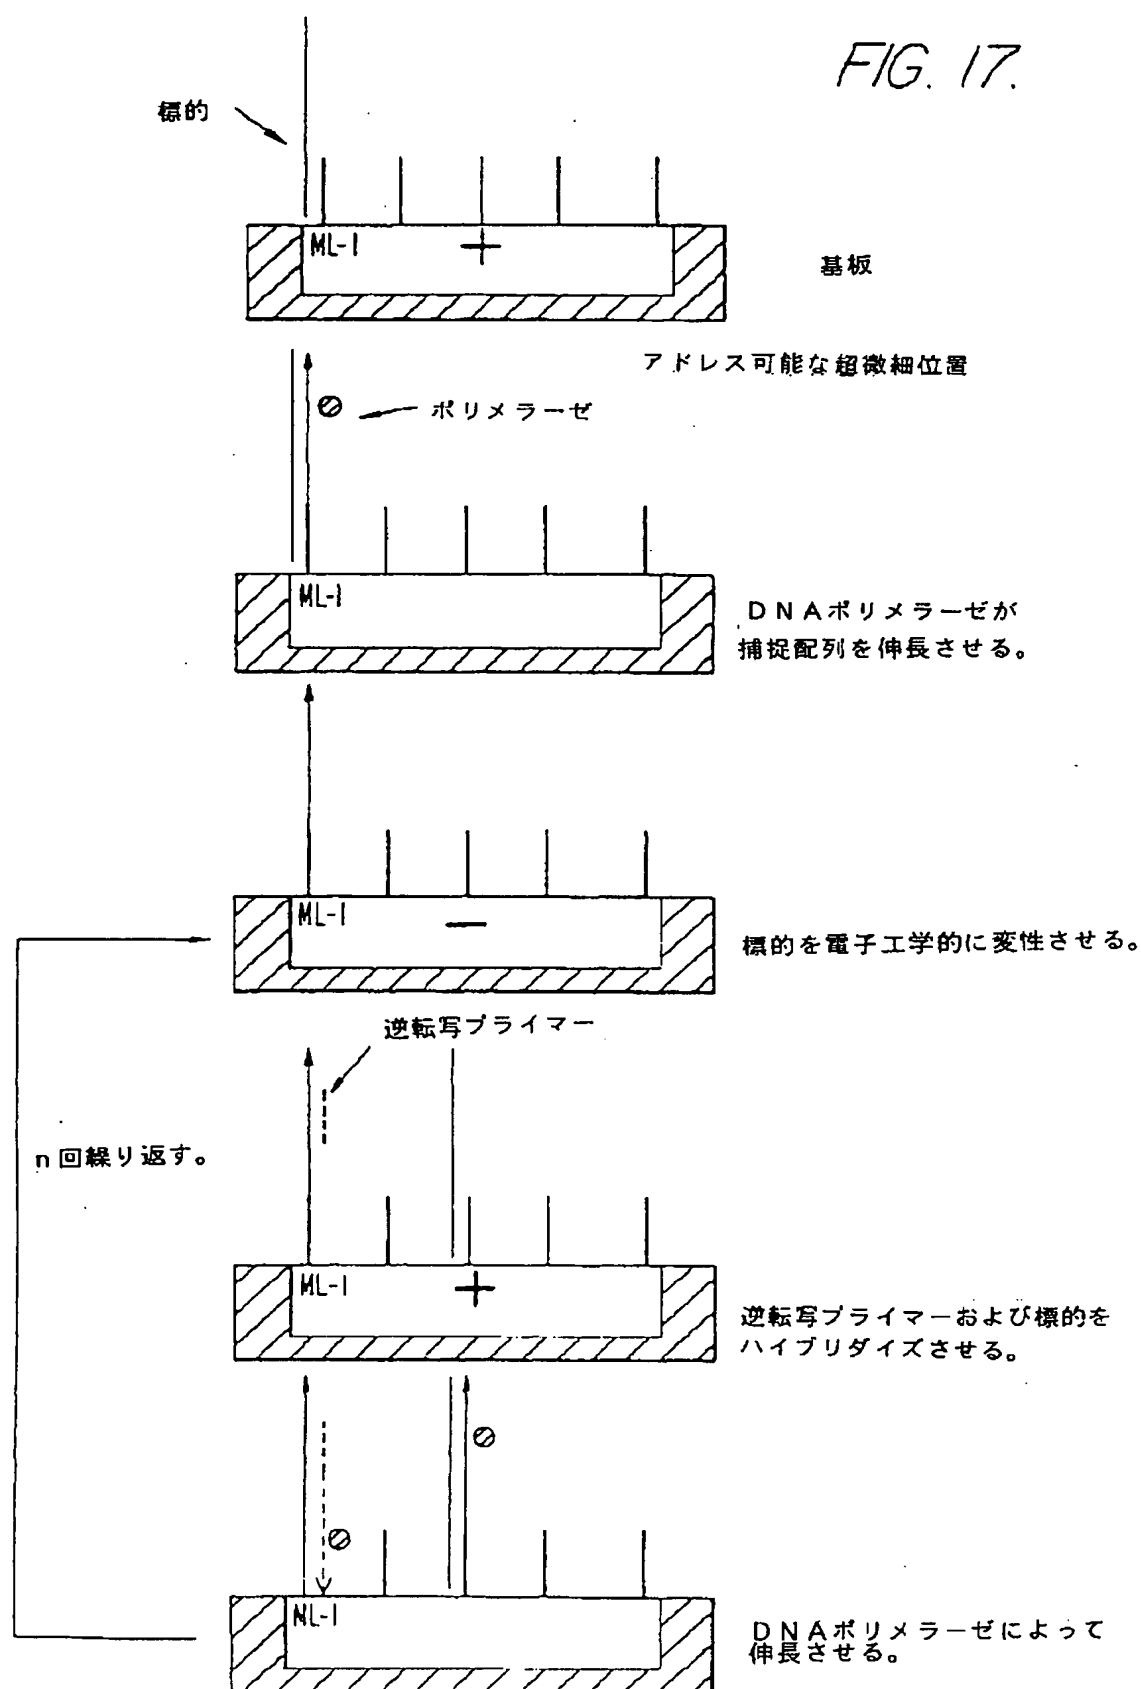 FIG. 17.
標的
ML-1 +
基板
アドレス可能な超微細位置
ポリメラーゼ
ML-1
DNAポリメラーゼが
捕捉配列を伸長させる。
ML-1 −
標的を電子工学的に変性させる。
逆転写プライマー
n回繰り返す。
ML-1 +
逆転写プライマーおよび標的を
ハイブリダイズさせる。
NL-1
DNAポリメラーゼによって
伸長させる。